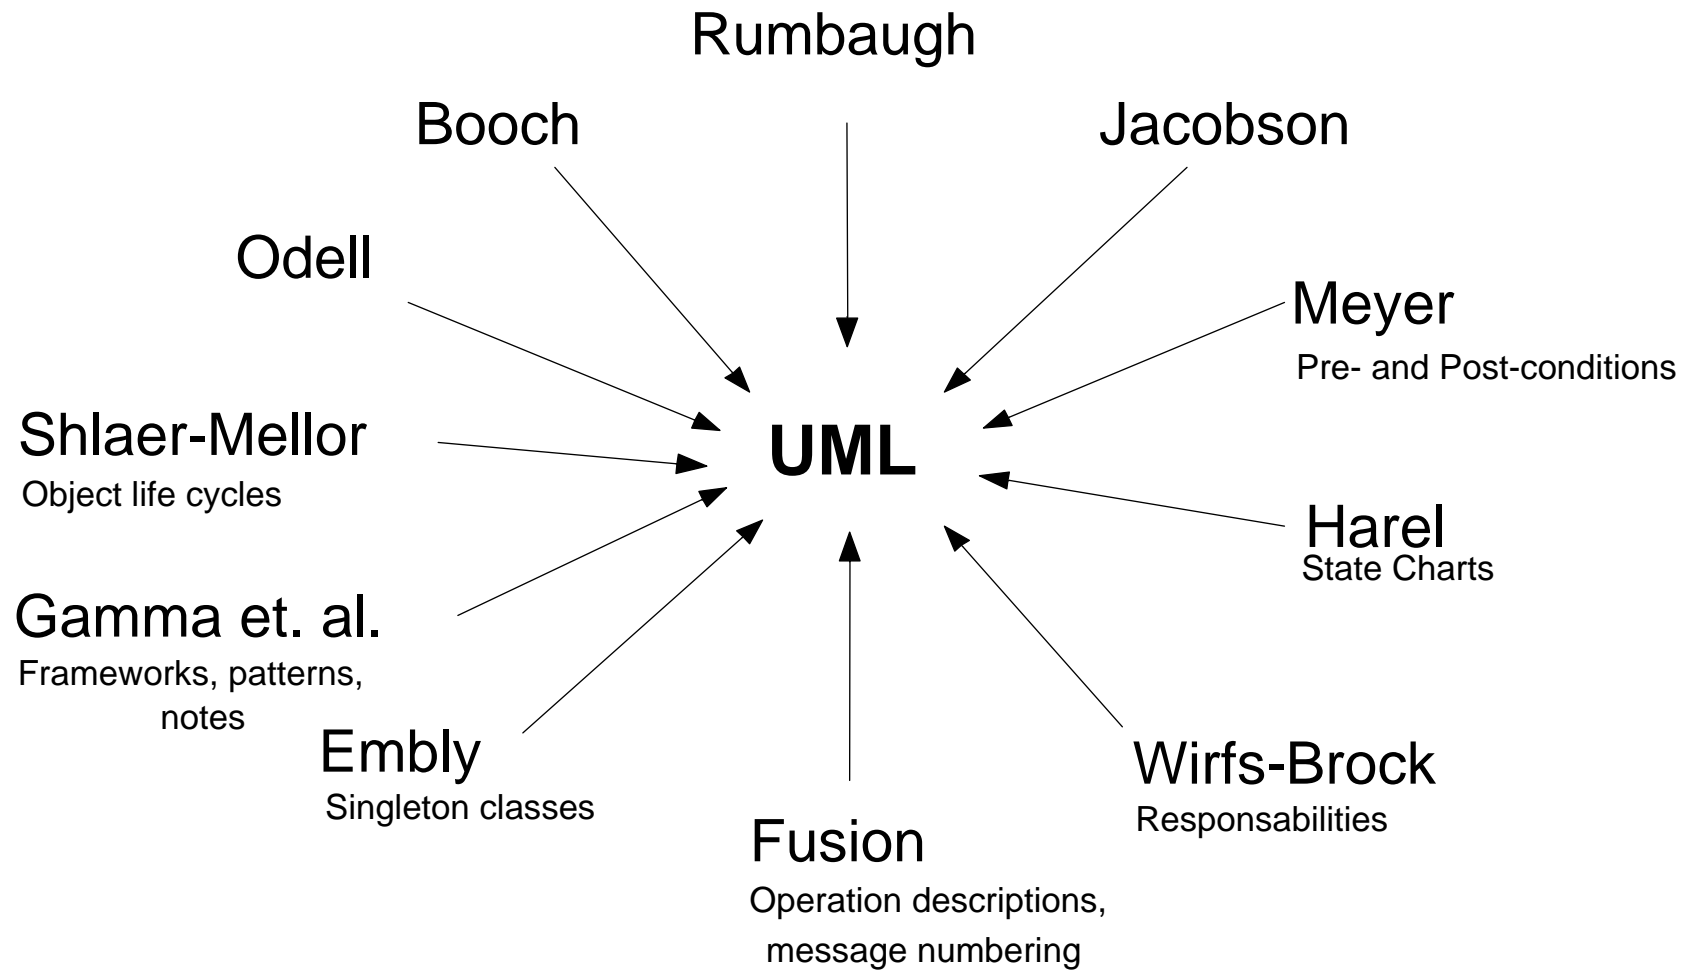 Rumbaugh
Booch
Jacobson
Odell
Meyer
Pre- and Post-conditions
Shlaer-Mellor
Object life cycles
UML
Harel
State Charts
Gamma et. al.
Frameworks, patterns,
notes
Embly
Singleton classes
Wirfs-Brock
Responsabilities
Fusion
Operation descriptions,
message numbering